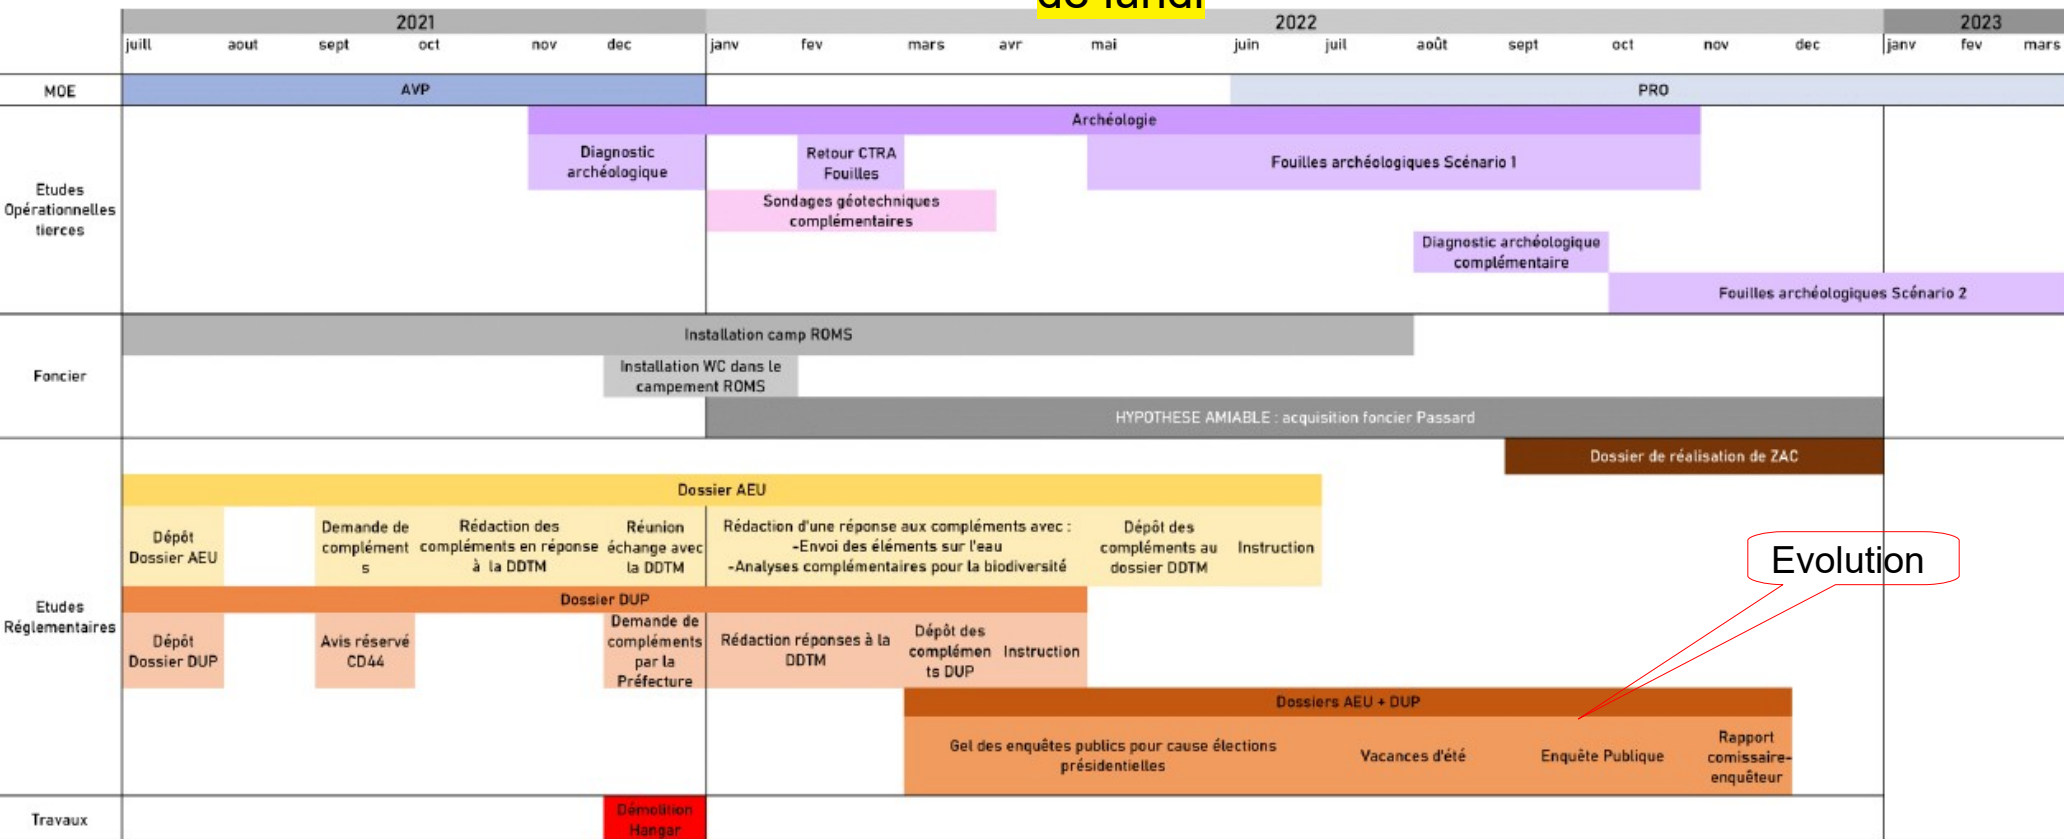 2021
2022
2023
juill aout sept oct nov dec janv fev mars avr mai juin juil août sept oct nov dec janv fev mars
MOE
AVP
PRO
Etudes
Opérationnelles
tierces
Archéologie
Diagnostic
archéologique
Retour CTRA
Fouilles
Fouilles archéologiques Scénario 1
Sondages géotechniques
complémentaires
Diagnostic archéologique
complémentaire
Fouilles archéologiques Scénario 2
Foncier
Installation camp ROMS
Installation WC dans le
campement ROMS
HYPOTHESE AMIABLE : acquisition foncier Passard
Etudes
Réglementaires
Dossier de réalisation de ZAC
Dossier AEU
Dépôt
Dossier AEU
Demande de
complément
s
Rédaction des
compléments en réponse
à la DDTM
Réunion
échange avec
la DDTM
Rédaction d'une réponse aux compléments avec :
-Envoi des éléments sur l'eau
-Analyses complémentaires pour la biodiversité
Dépôt des
compléments au
dossier DDTM
Instruction
Evolution
Dossier DUP
Dépôt
Dossier DUP
Avis réservé
CD44
Demande de
compléments
par la
Préfecture
Rédaction réponses à la
DDTM
Dépôt des
complémen
ts DUP
Instruction
Dossiers AEU + DUP
Gel des enquêtes publics pour cause élections
présidentielles
Vacances d'été
Enquête Publique
Rapport
comissaire-
enquêteur
Travaux
Démolition
Hangar